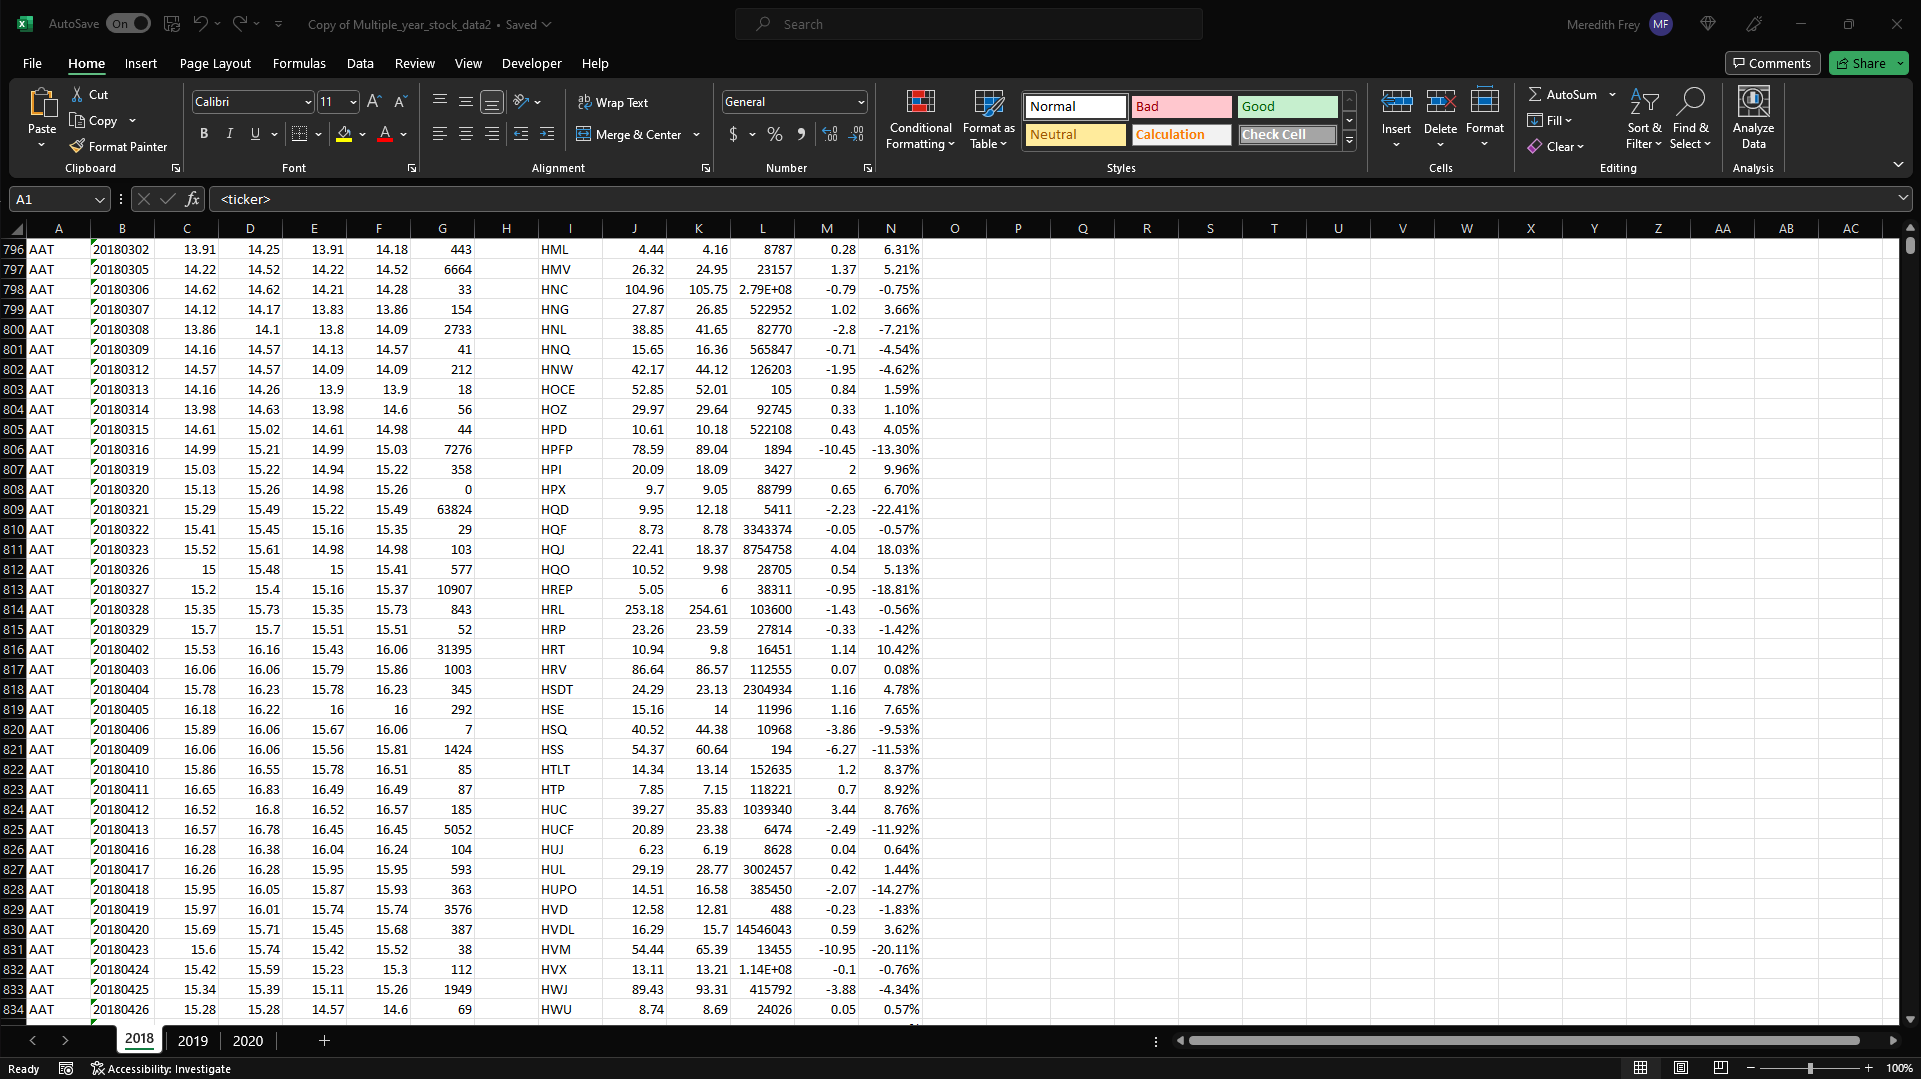 AutoSave On Copy of Multiple_year_stock_data2 • Saved Search Meredith Frey MF
File Home Insert Page Layout Formulas Data Review View Developer Help Comments Share
Paste Cut Copy Format Painter Clipboard
Calibri 11 B I U A Font
Wrap Text Merge & Center Alignment
General $ % Number
Conditional Formatting Format as Table
Normal Bad Good
Neutral Calculation Check Cell
Styles
Insert Delete Format Cells
AutoSum Fill Clear Sort & Filter Find & Select Editing
Analyze Data Analysis
A1 fx <ticker>
A B C D E F G H I J K L M N O P Q R S T U V W X Y Z AA AB AC
796 AAT 20180302 13.91 14.25 13.91 14.18 443 HML 4.44 4.16 8787 0.28 6.31%
797 AAT 20180305 14.22 14.52 14.22 14.52 6664 HMV 26.32 24.95 23157 1.37 5.21%
798 AAT 20180306 14.62 14.62 14.21 14.28 33 HNC 104.96 105.75 2.79E+08 -0.79 -0.75%
799 AAT 20180307 14.12 14.17 13.83 13.86 154 HNG 27.87 26.85 522952 1.02 3.66%
800 AAT 20180308 13.86 14.1 13.8 14.09 2733 HNL 38.85 41.65 82770 -2.8 -7.21%
801 AAT 20180309 14.16 14.57 14.13 14.57 41 HNQ 15.65 16.36 565847 -0.71 -4.54%
802 AAT 20180312 14.57 14.57 14.09 14.09 212 HNW 42.17 44.12 126203 -1.95 -4.62%
803 AAT 20180313 14.16 14.26 13.9 13.9 18 HOCE 52.85 52.01 105 0.84 1.59%
804 AAT 20180314 13.98 14.63 13.98 14.6 56 HOZ 29.97 29.64 92745 0.33 1.10%
805 AAT 20180315 14.61 15.02 14.61 14.98 44 HPD 10.61 10.18 522108 0.43 4.05%
806 AAT 20180316 14.99 15.21 14.99 15.03 7276 HPFP 78.59 89.04 1894 -10.45 -13.30%
807 AAT 20180319 15.03 15.22 14.94 15.22 358 HPI 20.09 18.09 3427 2 9.96%
808 AAT 20180320 15.13 15.26 14.98 15.26 0 HPX 9.7 9.05 88799 0.65 6.70%
809 AAT 20180321 15.29 15.49 15.22 15.49 63824 HQD 9.95 12.18 5411 -2.23 -22.41%
810 AAT 20180322 15.41 15.45 15.16 15.35 29 HQF 8.73 8.78 3343374 -0.05 -0.57%
811 AAT 20180323 15.52 15.61 14.98 14.98 103 HQJ 22.41 18.37 8754758 4.04 18.03%
812 AAT 20180326 15 15.48 15 15.41 577 HQO 10.52 9.98 28705 0.54 5.13%
813 AAT 20180327 15.2 15.4 15.16 15.37 10907 HREP 5.05 6 38311 -0.95 -18.81%
814 AAT 20180328 15.35 15.73 15.35 15.73 843 HRL 253.18 254.61 103600 -1.43 -0.56%
815 AAT 20180329 15.7 15.7 15.51 15.51 52 HRP 23.26 23.59 27814 -0.33 -1.42%
816 AAT 20180402 15.53 16.16 15.43 16.06 31395 HRT 10.94 9.8 16451 1.14 10.42%
817 AAT 20180403 16.06 16.06 15.79 15.86 1003 HRV 86.64 86.57 112555 0.07 0.08%
818 AAT 20180404 15.78 16.23 15.78 16.23 345 HSDT 24.29 23.13 2304934 1.16 4.78%
819 AAT 20180405 16.18 16.22 16 16 292 HSE 15.16 14 11996 1.16 7.65%
820 AAT 20180406 15.89 16.06 15.67 16.06 7 HSQ 40.52 44.38 10968 -3.86 -9.53%
821 AAT 20180409 16.06 16.06 15.56 15.81 1424 HSS 54.37 60.64 194 -6.27 -11.53%
822 AAT 20180410 15.86 16.55 15.78 16.51 85 HTLT 14.34 13.14 152635 1.2 8.37%
823 AAT 20180411 16.65 16.83 16.49 16.49 87 HTP 7.85 7.15 118221 0.7 8.92%
824 AAT 20180412 16.52 16.8 16.52 16.57 185 HUC 39.27 35.83 1039340 3.44 8.76%
825 AAT 20180413 16.57 16.78 16.45 16.45 5052 HUCF 20.89 23.38 6474 -2.49 -11.92%
826 AAT 20180416 16.28 16.38 16.04 16.24 104 HUJ 6.23 6.19 8628 0.04 0.64%
827 AAT 20180417 16.26 16.28 15.95 15.95 593 HUL 29.19 28.77 3002457 0.42 1.44%
828 AAT 20180418 15.95 16.05 15.87 15.93 363 HUPO 14.51 16.58 385450 -2.07 -14.27%
829 AAT 20180419 15.97 16.01 15.74 15.74 3576 HVD 12.58 12.81 488 -0.23 -1.83%
830 AAT 20180420 15.69 15.71 15.45 15.68 387 HVDL 16.29 15.7 14546043 0.59 3.62%
831 AAT 20180423 15.6 15.74 15.42 15.52 38 HVM 54.44 65.39 13455 -10.95 -20.11%
832 AAT 20180424 15.42 15.59 15.23 15.3 112 HVX 13.11 13.21 1.14E+08 -0.1 -0.76%
833 AAT 20180425 15.34 15.39 15.11 15.26 1949 HWJ 89.43 93.31 415792 -3.88 -4.34%
834 AAT 20180426 15.28 15.28 14.57 14.6 69 HWU 8.74 8.69 24026 0.05 0.57%
2018 2019 2020
Ready Accessibility: Investigate 100%